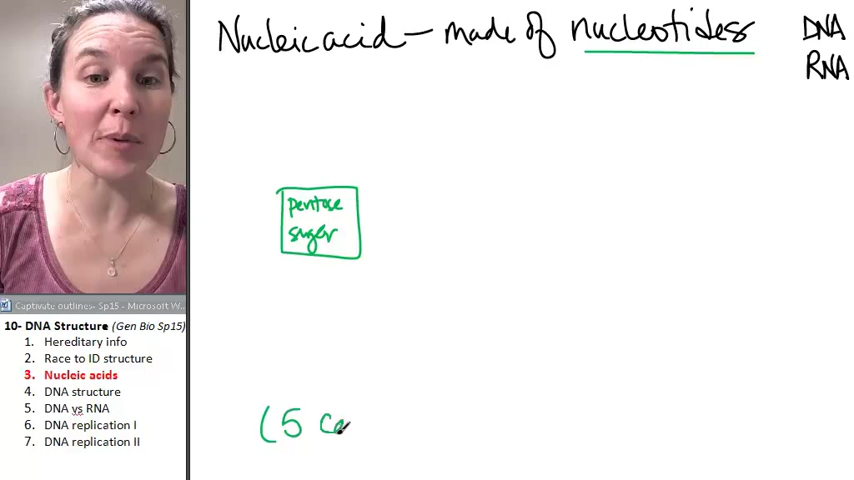 Nucleic acid — made of nucleotides
DNA
RNA
pentose
sugar
(5 ca
Captivate outlines- Sp15 - Microsoft W...
10- DNA Structure (Gen Bio Sp15)
1. Hereditary info
2. Race to ID structure
3. Nucleic acids
4. DNA structure
5. DNA vs RNA
6. DNA replication I
7. DNA replication II